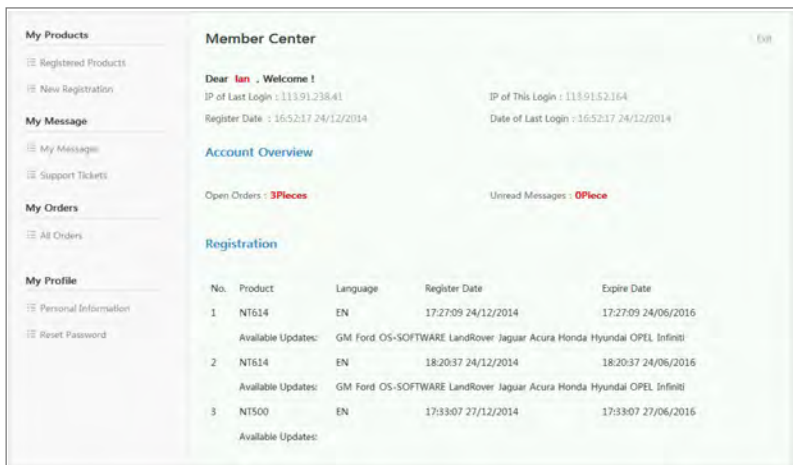 My Products
Registered Products
New Registration
My Message
My Messages
Support Tickets
My Orders
All Orders
My Profile
Personal Information
Reset Password
Member Center
Exit
Dear Ian , Welcome !
IP of Last Login : 113.91.238.41
IP of This Login : 113.91.52.164
Register Date : 16:52:17 24/12/2014
Date of Last Login : 16:52:17 24/12/2014
Account Overview
Open Orders : 3Pieces
Unread Messages : 0Piece
Registration
No. Product Language Register Date Expire Date
1 NT614 EN 17:27:09 24/12/2014 17:27:09 24/06/2016
Available Updates: GM Ford OS-SOFTWARE LandRover Jaguar Acura Honda Hyundai OPEL Infiniti
2 NT614 EN 18:20:37 24/12/2014 18:20:37 24/06/2016
Available Updates: GM Ford OS-SOFTWARE LandRover Jaguar Acura Honda Hyundai OPEL Infiniti
3 NT500 EN 17:33:07 27/12/2014 17:33:07 27/06/2016
Available Updates: